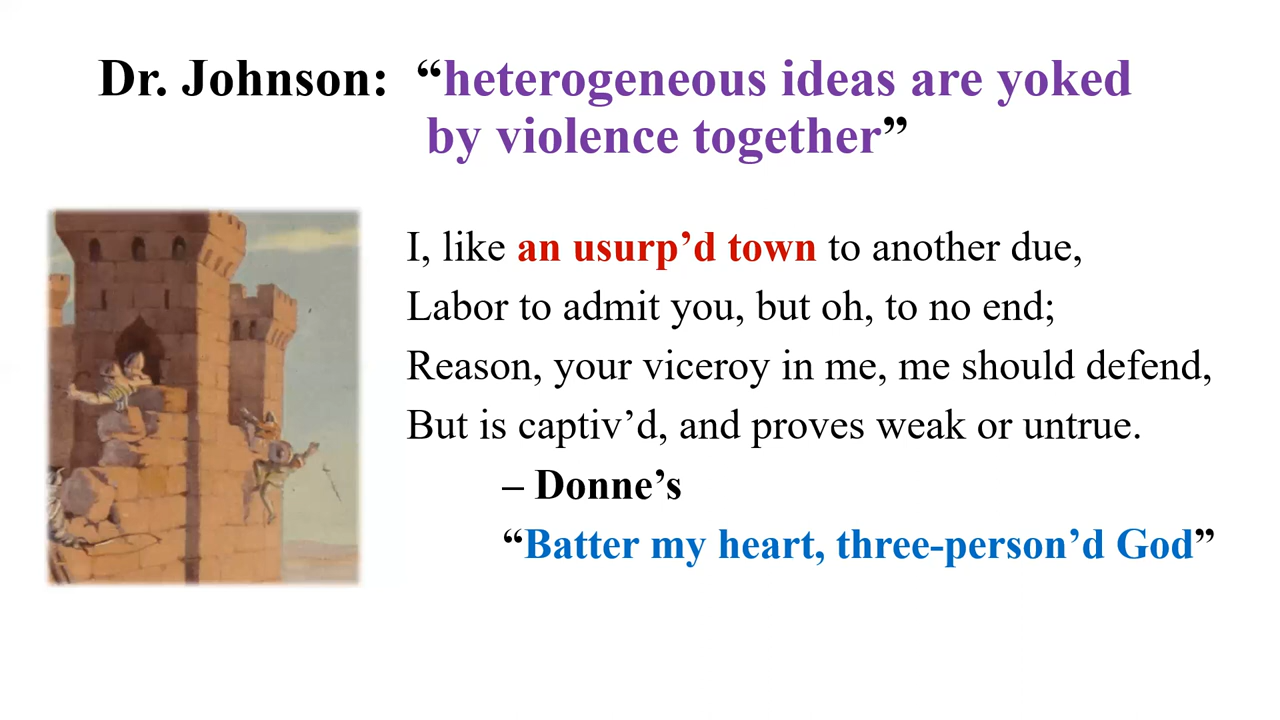 Dr. Johnson: “heterogeneous ideas are yoked
by violence together”
I, like an usurp’d town to another due,
Labor to admit you, but oh, to no end;
Reason, your viceroy in me, me should defend,
But is captiv’d, and proves weak or untrue.
– Donne’s
“Batter my heart, three-person’d God”